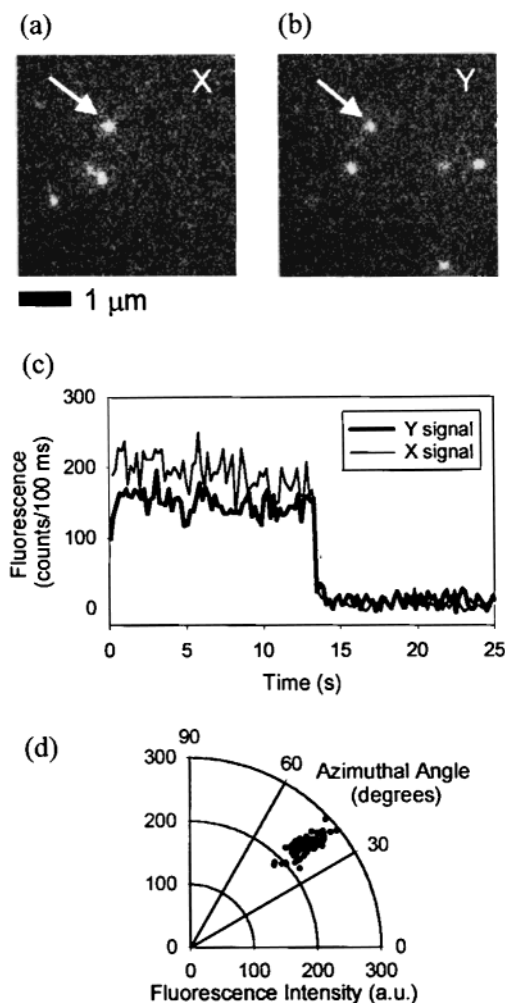 (a)
(b)
X
Y
1 μm
(c)
300
200
100
0
Fluorescence
(counts/100 ms)
Y signal
X signal
0 5 10 15 20 25
Time (s)
(d)
90
60
Azimuthal Angle
(degrees)
30
0
300
200
100
0
0 100 200 300
Fluorescence Intensity (a.u.)